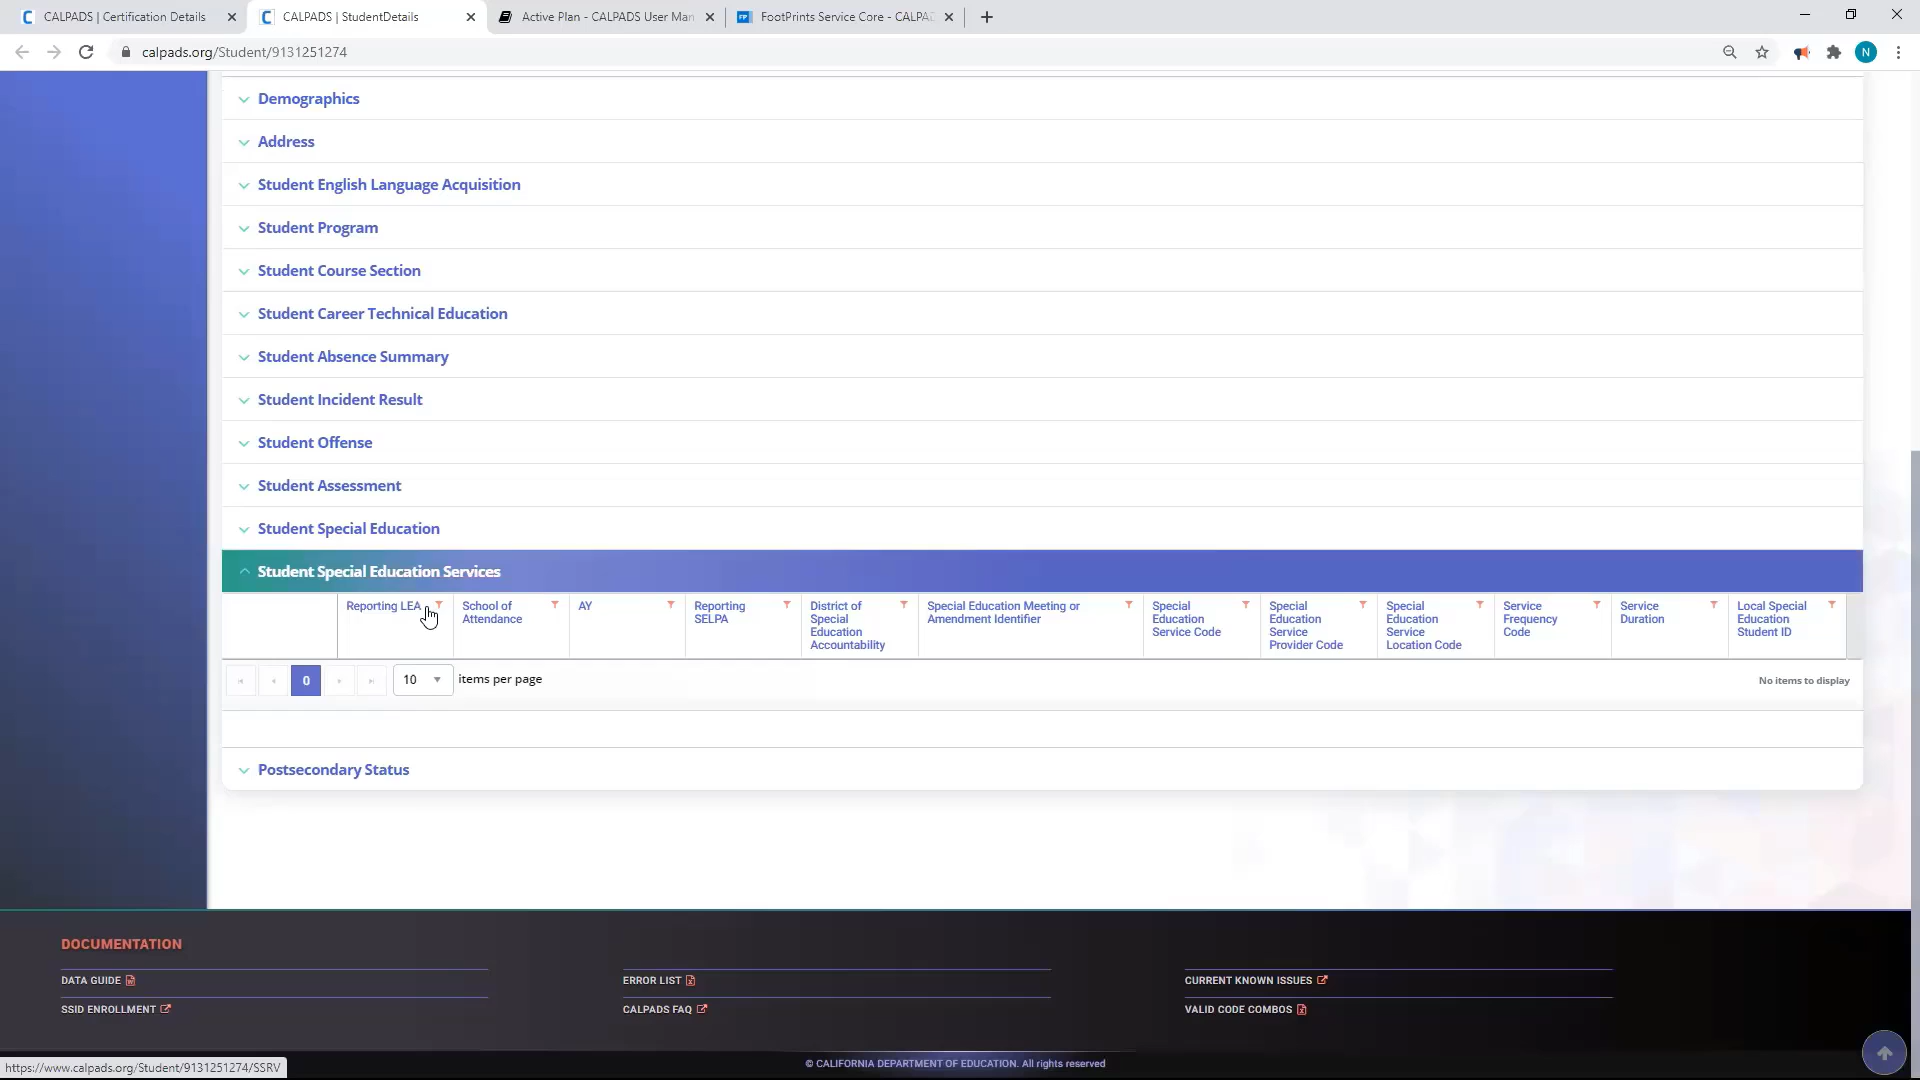 CALPADS | Certification Details
CALPADS | StudentDetails
Active Plan - CALPADS User Man
FootPrints Service Core - CALPAD
calpads.org/Student/9131251274
N
Demographics
Address
Student English Language Acquisition
Student Program
Student Course Section
Student Career Technical Education
Student Absence Summary
Student Incident Result
Student Offense
Student Assessment
Student Special Education
Student Special Education Services
Reporting LEA
School of
Attendance
AY
Reporting
SELPA
District of
Special
Education
Accountability
Special Education Meeting or
Amendment Identifier
Special
Education
Service Code
Special
Education
Service
Provider Code
Special
Education
Service
Location Code
Service
Frequency
Code
Service
Duration
Local Special
Education
Student ID
0
10
items per page
No items to display
Postsecondary Status
DOCUMENTATION
DATA GUIDE
ERROR LIST
CURRENT KNOWN ISSUES
SSID ENROLLMENT
CALPADS FAQ
VALID CODE COMBOS
© CALIFORNIA DEPARTMENT OF EDUCATION. All rights reserved
https://www.calpads.org/Student/9131251274/SSRV